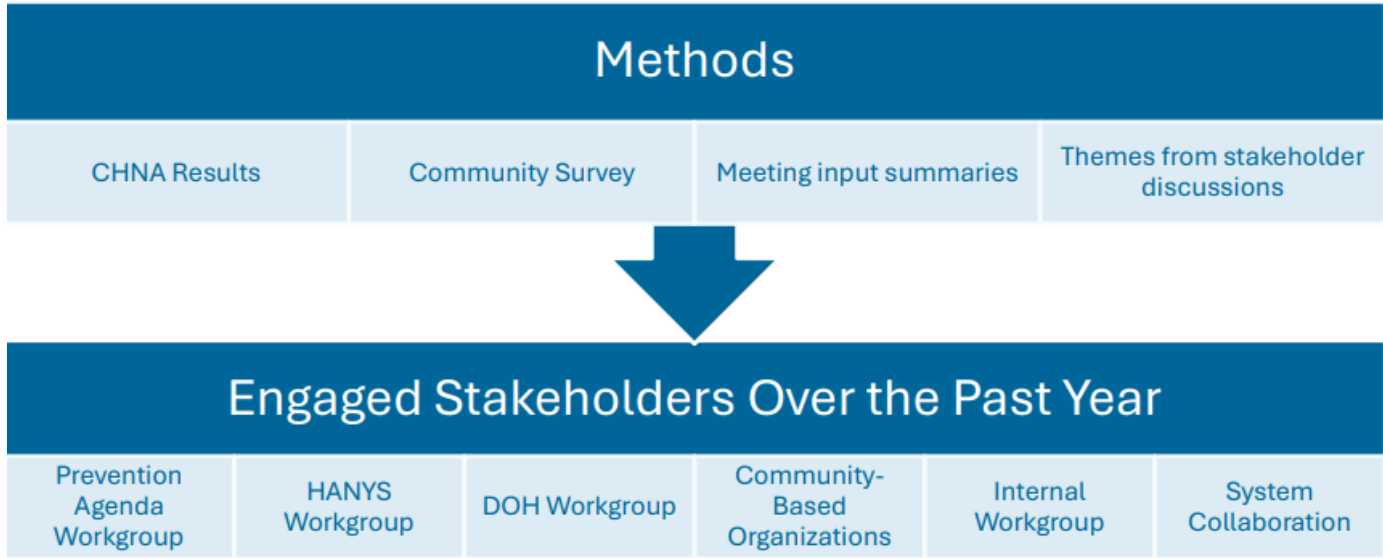 Methods
CHNA Results
Community Survey
Meeting input summaries
Themes from stakeholder
discussions
Engaged Stakeholders Over the Past Year
Prevention
Agenda
Workgroup
HANYS
Workgroup
DOH Workgroup
Community-
Based
Organizations
Internal
Workgroup
System
Collaboration